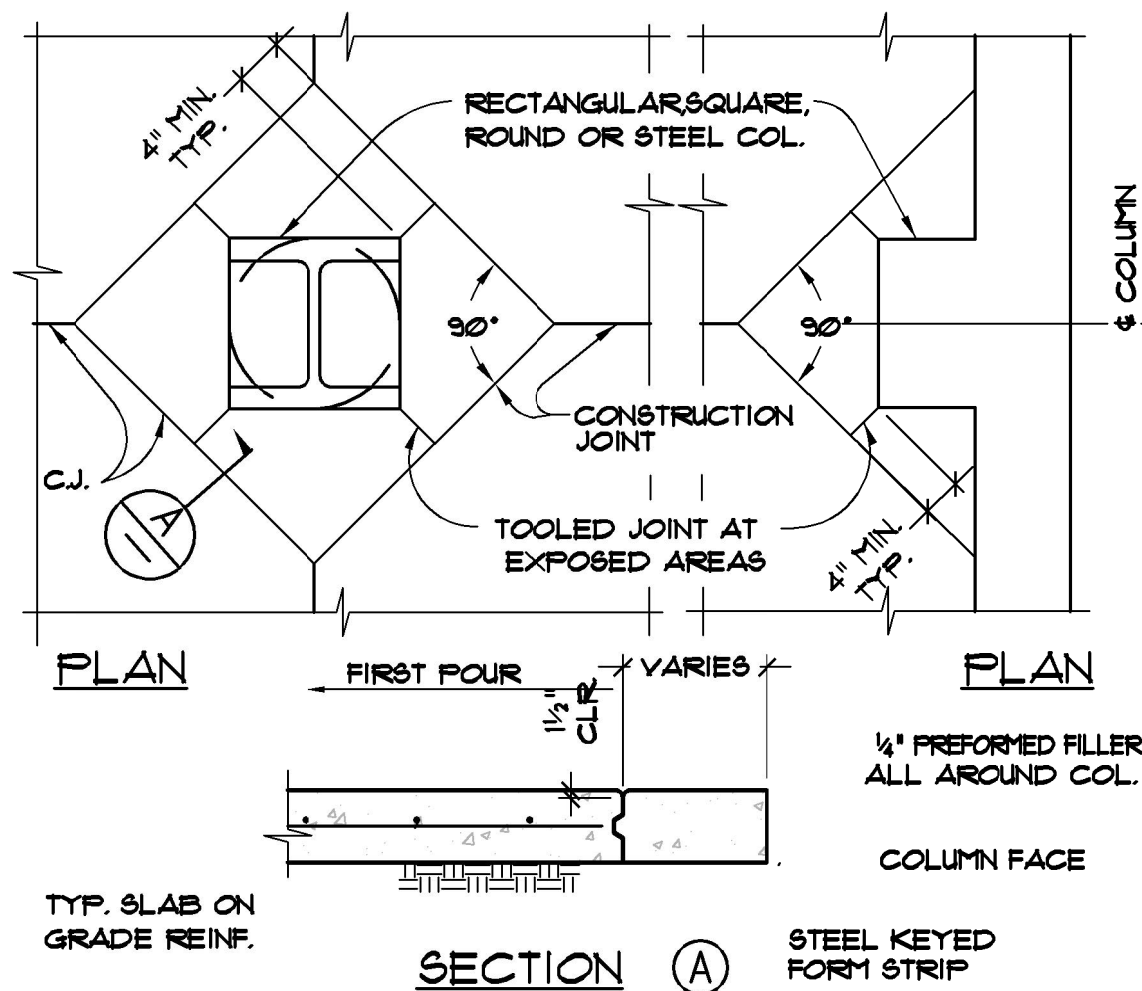 4" MIN.
TYP.
RECTANGULAR,SQUARE,
ROUND OR STEEL COL.
℄ COLUMN
90°
90°
CONSTRUCTION
JOINT
C.J.
A
TOOLED JOINT AT
EXPOSED AREAS
4" MIN.
TYP.
PLAN
FIRST POUR
VARIES
PLAN
1½"
CLR.
¼" PREFORMED FILLER
ALL AROUND COL.
COLUMN FACE
TYP. SLAB ON
GRADE REINF.
SECTION A
STEEL KEYED
FORM STRIP